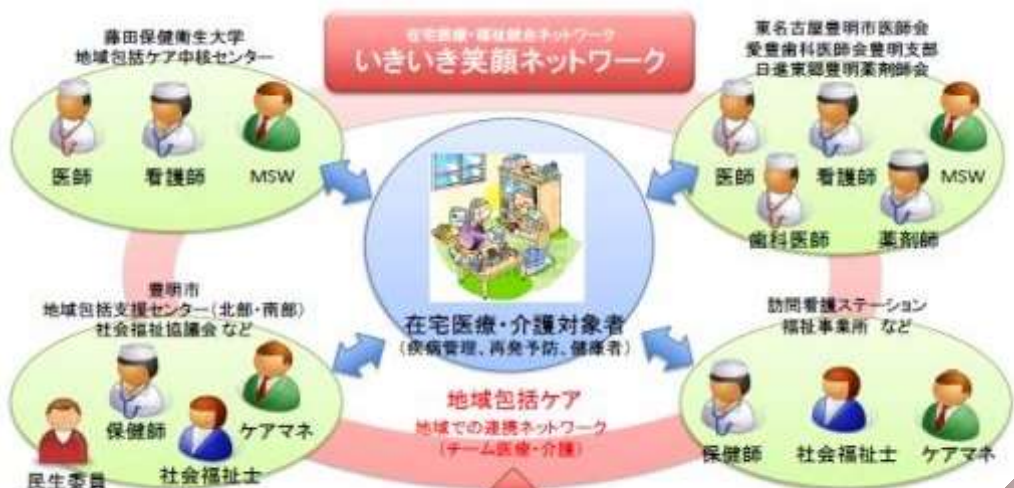 在宅医療・福祉統合ネットワーク
いきいき笑顔ネットワーク
藤田保健衛生大学
地域包括ケア中核センター
医師
看護師
MSW
東名古屋豊明市医師会
愛豊歯科医師会豊明支部
日進東郷豊明薬剤師会
医師
看護師
MSW
歯科医師
薬剤師
在宅医療・介護対象者
(疾病管理、再発予防、健康者)
豊明市
地域包括支援センター(北部・南部)
社会福祉協議会 など
保健師
ケアマネ
民生委員
社会福祉士
地域包括ケア
地域での連携ネットワーク
(チーム医療・介護)
訪問看護ステーション
福祉事業所 など
保健師
社会福祉士
ケアマネ